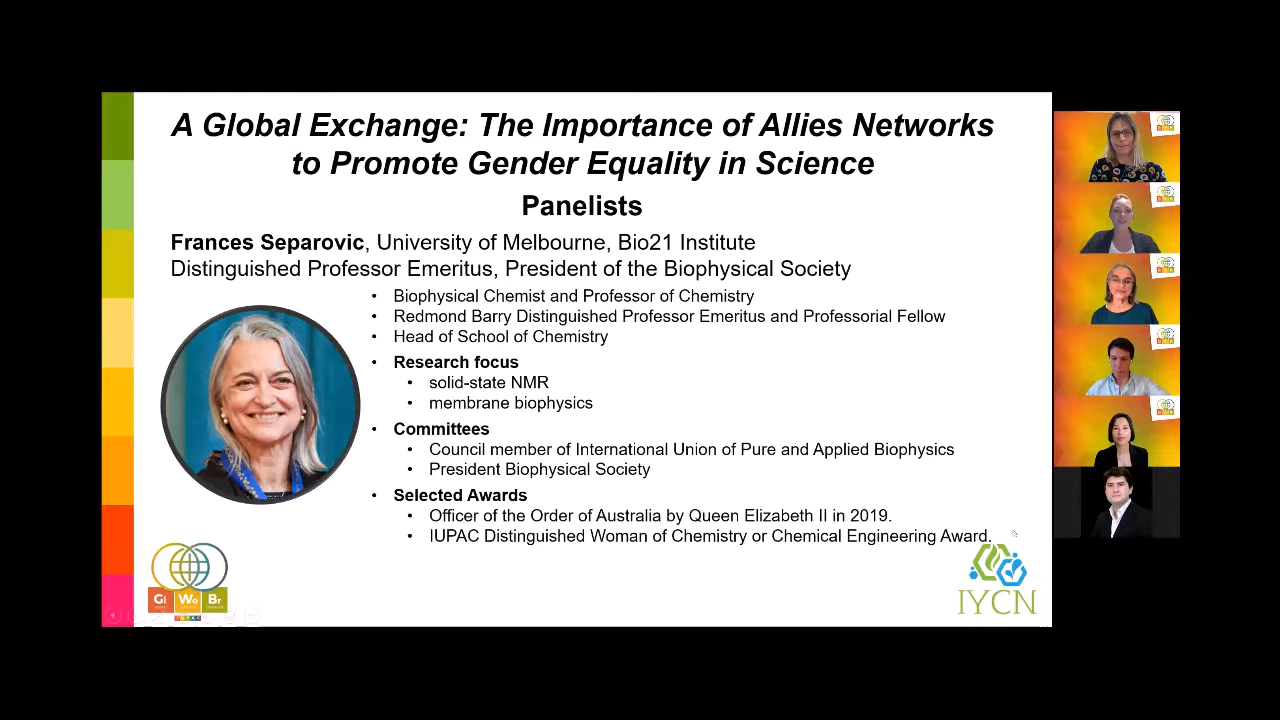 A Global Exchange: The Importance of Allies Networks
to Promote Gender Equality in Science
Panelists
Frances Separovic, University of Melbourne, Bio21 Institute
Distinguished Professor Emeritus, President of the Biophysical Society
• Biophysical Chemist and Professor of Chemistry
• Redmond Barry Distinguished Professor Emeritus and Professorial Fellow
• Head of School of Chemistry
• Research focus
• solid-state NMR
• membrane biophysics
• Committees
• Council member of International Union of Pure and Applied Biophysics
• President Biophysical Society
• Selected Awards
• Officer of the Order of Australia by Queen Elizabeth II in 2019.
• IUPAC Distinguished Woman of Chemistry or Chemical Engineering Award.
Gl Wo Br
IUPAC
IYCN